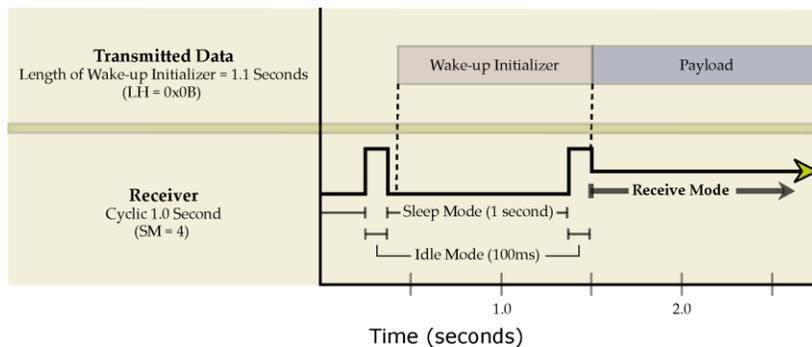 Transmitted Data
Length of Wake-up Initializer = 1.1 Seconds
(LH = 0x0B)
Wake-up Initializer
Payload
Receiver
Cyclic 1.0 Second
(SM = 4)
Receive Mode
Sleep Mode (1 second)
Idle Mode (100ms)
1.0
2.0
Time (seconds)